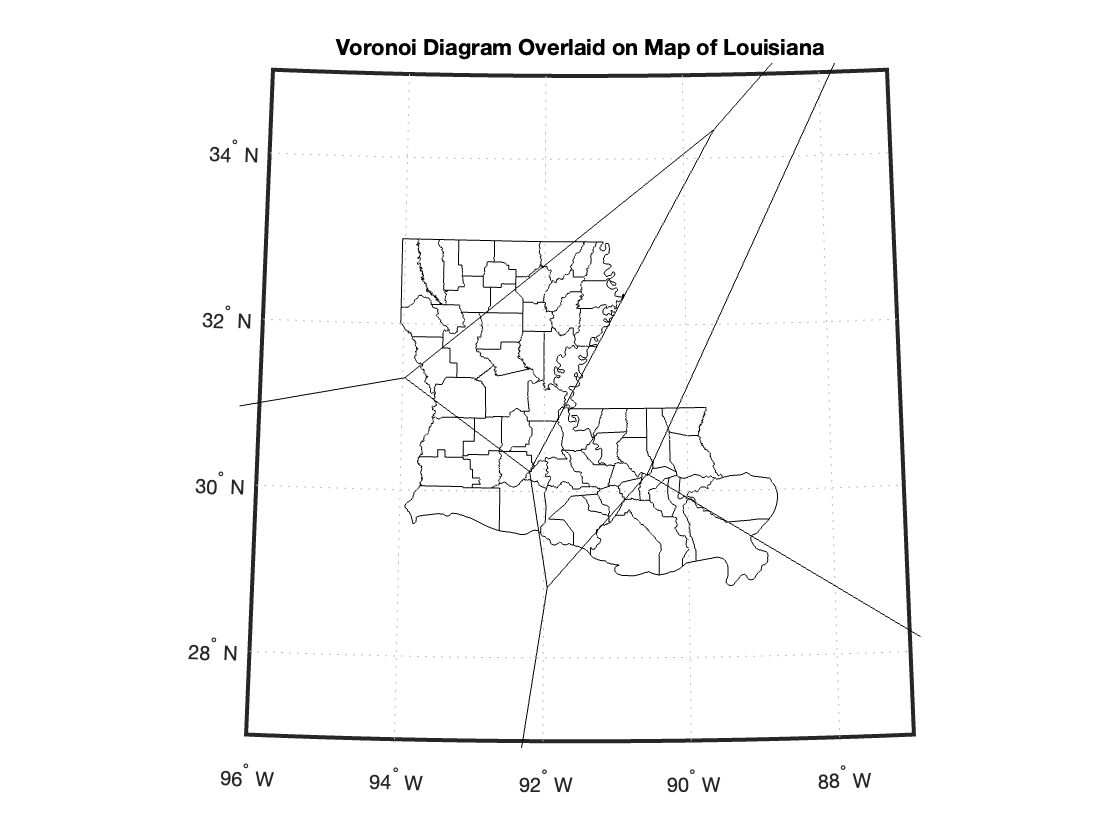 Voronoi Diagram Overlaid on Map of Louisiana
34° N
32° N
30° N
28° N
96° W 94° W 92° W 90° W 88° W